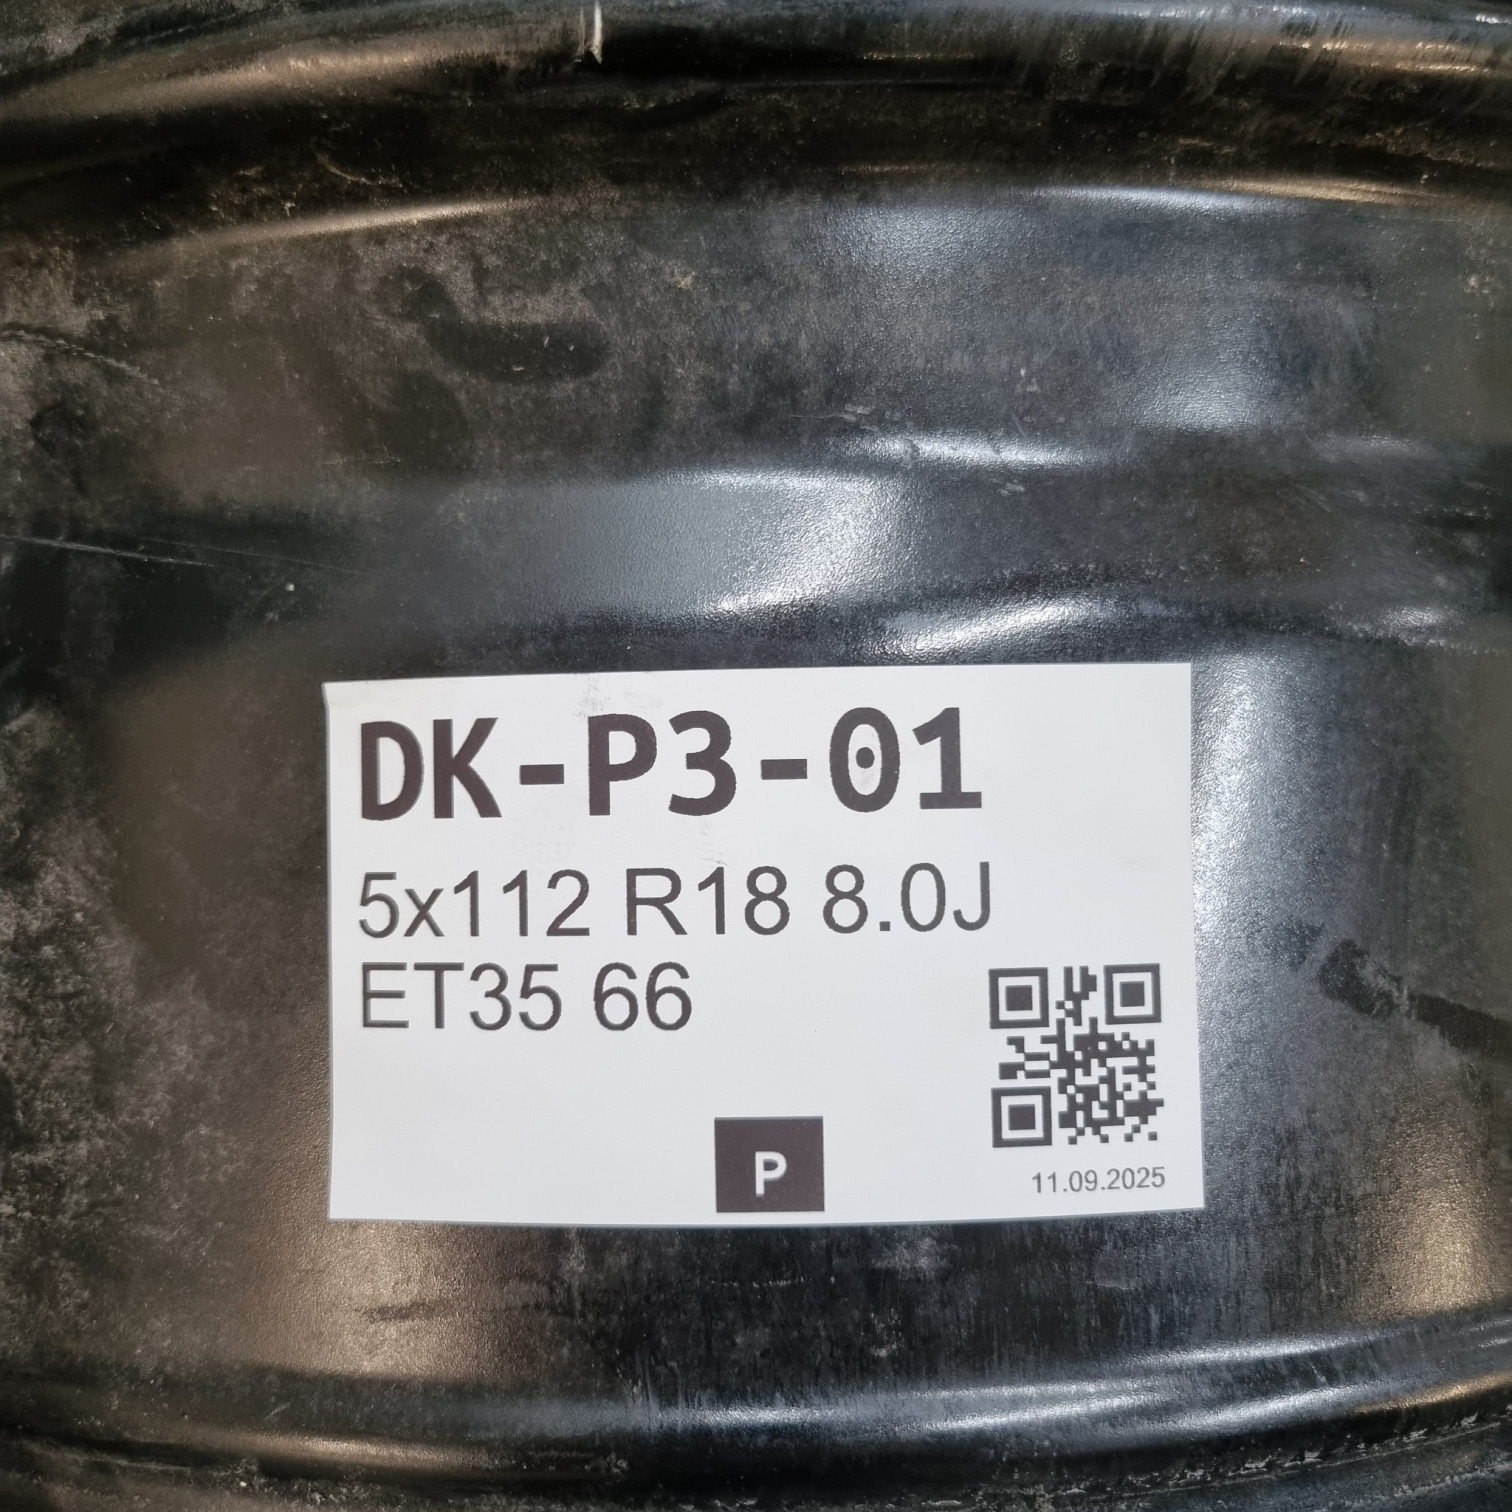 DK-P3-01
5x112 R18 8.0J
ET35 66
P
11.09.2025